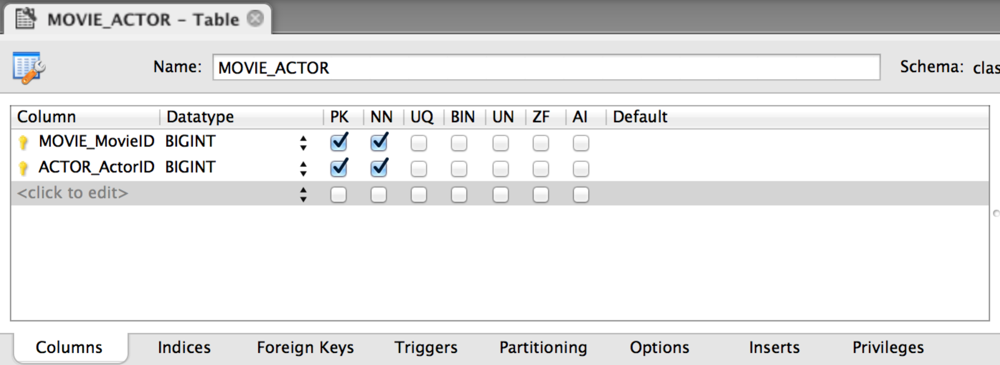 MOVIE_ACTOR – Table
Name: MOVIE_ACTOR Schema: clas
Column Datatype PK NN UQ BIN UN ZF AI Default
MOVIE_MovieID BIGINT
ACTOR_ActorID BIGINT
<click to edit>
Columns Indices Foreign Keys Triggers Partitioning Options Inserts Privileges